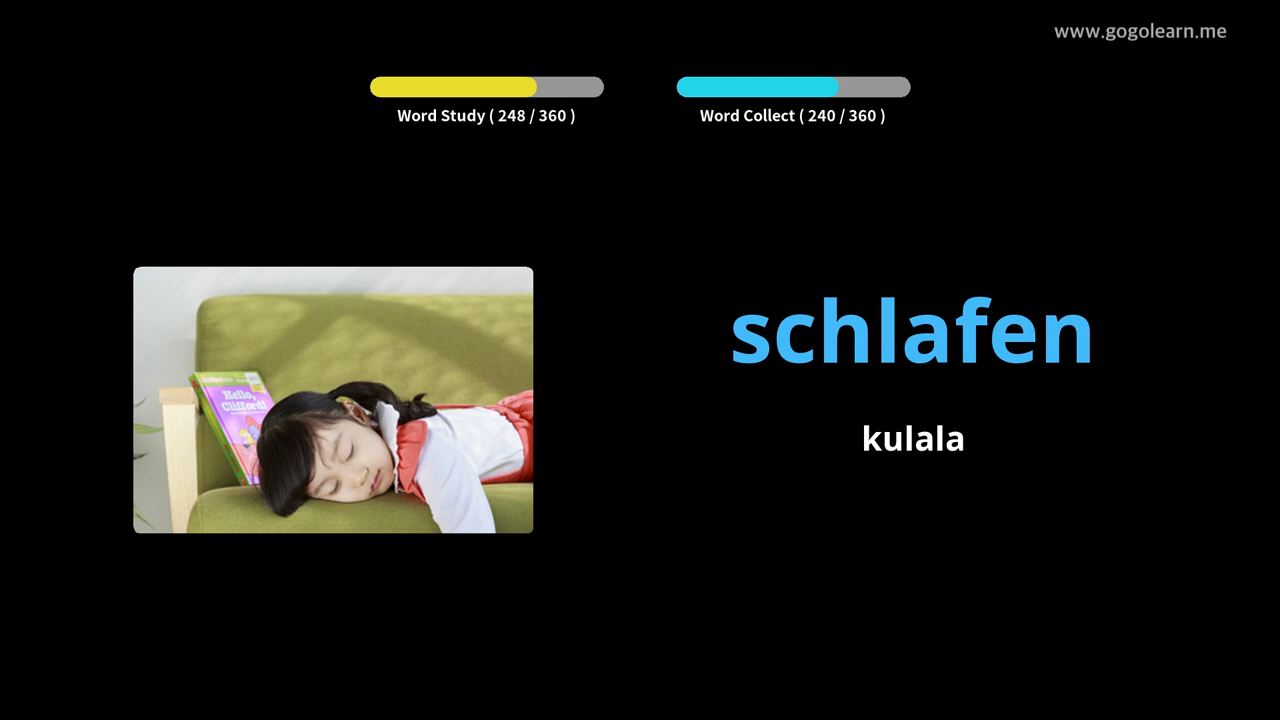 www.gogolearn.me
Word Study ( 248 / 360 )
Word Collect ( 240 / 360 )
schlafen
kulala
Hello,
Clifford!